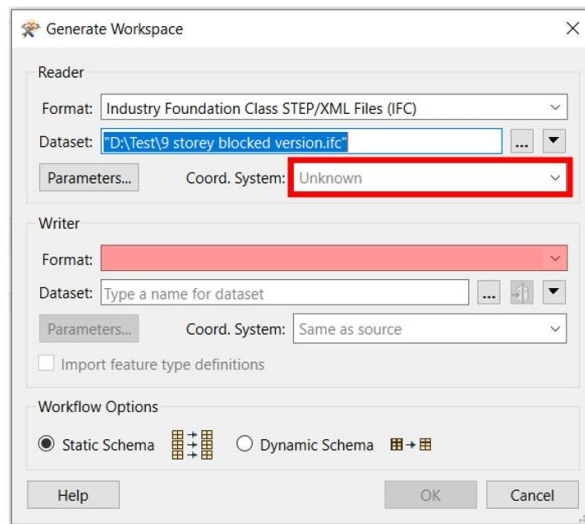 Generate Workspace
Reader
Format: Industry Foundation Class STEP/XML Files (IFC)
Dataset: "D:\Test\9 storey blocked version.ifc" ...
Parameters... Coord. System: Unknown
Writer
Format:
Dataset: Type a name for dataset ...
Parameters... Coord. System: Same as source
Import feature type definitions
Workflow Options
Static Schema Dynamic Schema
Help OK Cancel